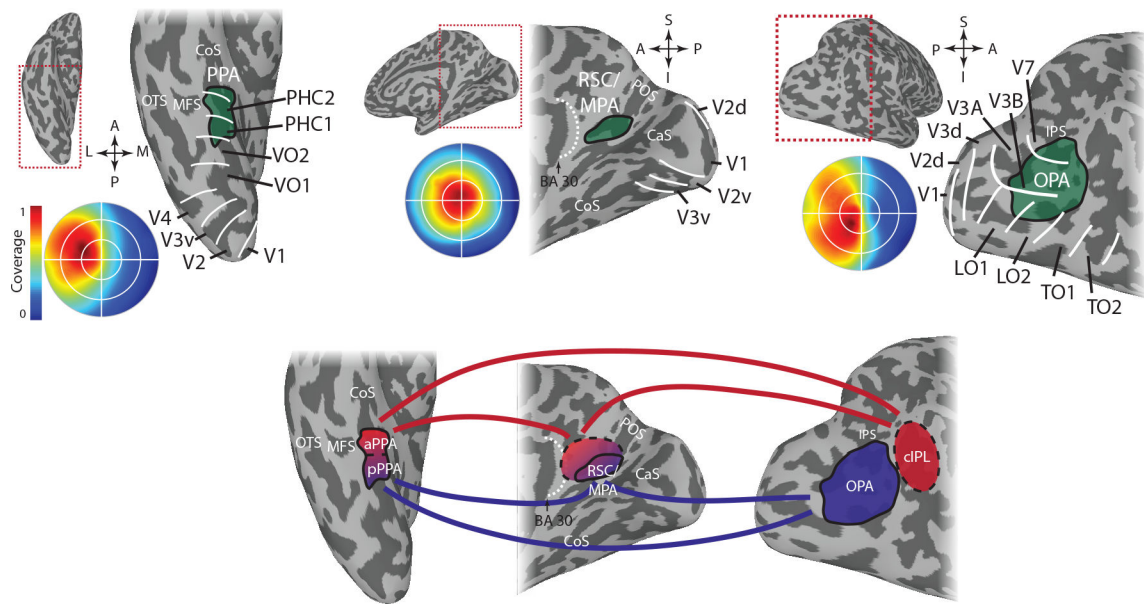 CoS
PPA
OTS
MFS
PHC2
PHC1
VO2
VO1
V4
V3v
V2
V1
A
L
M
P
1
Coverage
0
S
A
P
I
RSC/
MPA
POS
V2d
CaS
V1
BA 30
V2v
CoS
V3v
S
P
A
I
V7
V3B
V3A
V3d
V2d
V1
IPS
OPA
LO1
LO2
TO1
TO2
CoS
OTS
MFS
aPPA
pPPA
POS
RSC/
MPA
CaS
BA 30
CoS
IPS
cIPL
OPA